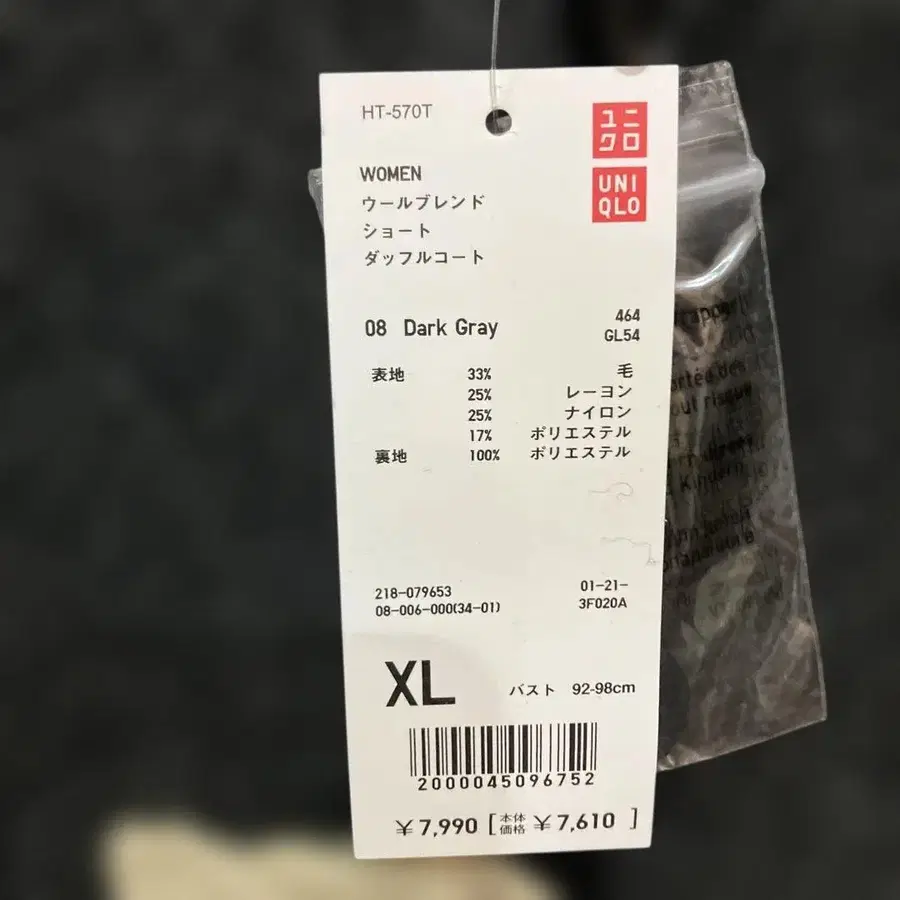 HT-570T
ユニ
クロ
UNI
QLO
WOMEN
ウールブレンド
ショート
ダッフルコート
08 Dark Gray
464
GL54
表地 33% 毛
25% レーヨン
25% ナイロン
17% ポリエステル
裏地 100% ポリエステル
218-079653
08-006-000(34-01)
01-21-
3F020A
XL バスト 92-98cm
2000045096752
¥7,990 [本体価格 ¥7,610 ]
out risque